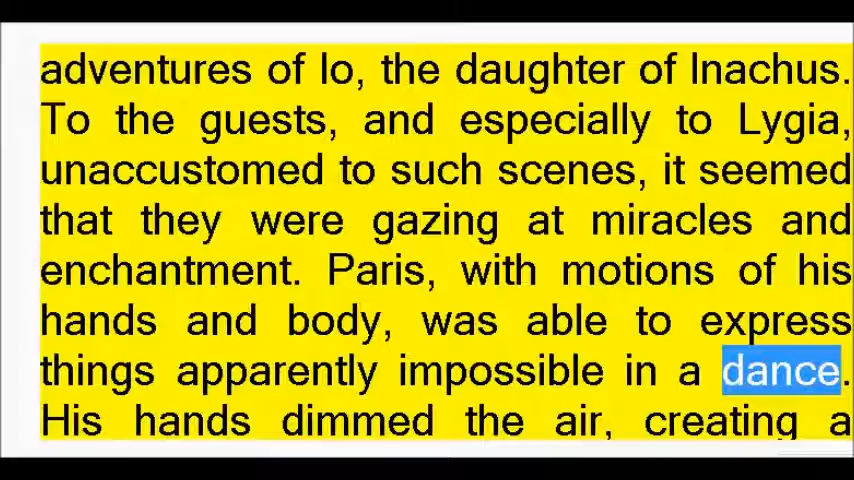 adventures of Io, the daughter of Inachus.
To the guests, and especially to Lygia,
unaccustomed to such scenes, it seemed
that they were gazing at miracles and
enchantment. Paris, with motions of his
hands and body, was able to express
things apparently impossible in a dance.
His hands dimmed the air, creating a